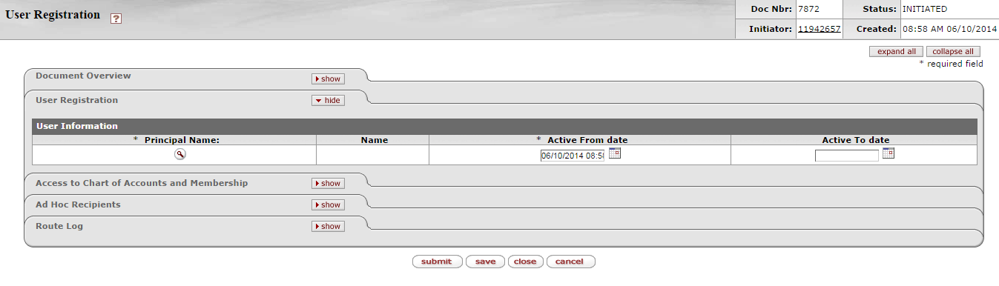 User Registration ?
Doc Nbr: 7872 Status: INITIATED
Initiator: 11942657 Created: 08:58 AM 06/10/2014
expand all collapse all
* required field
Document Overview show
User Registration hide
User Information
* Principal Name: Name * Active From date Active To date
06/10/2014 08:58
Access to Chart of Accounts and Membership show
Ad Hoc Recipients show
Route Log show
submit save close cancel